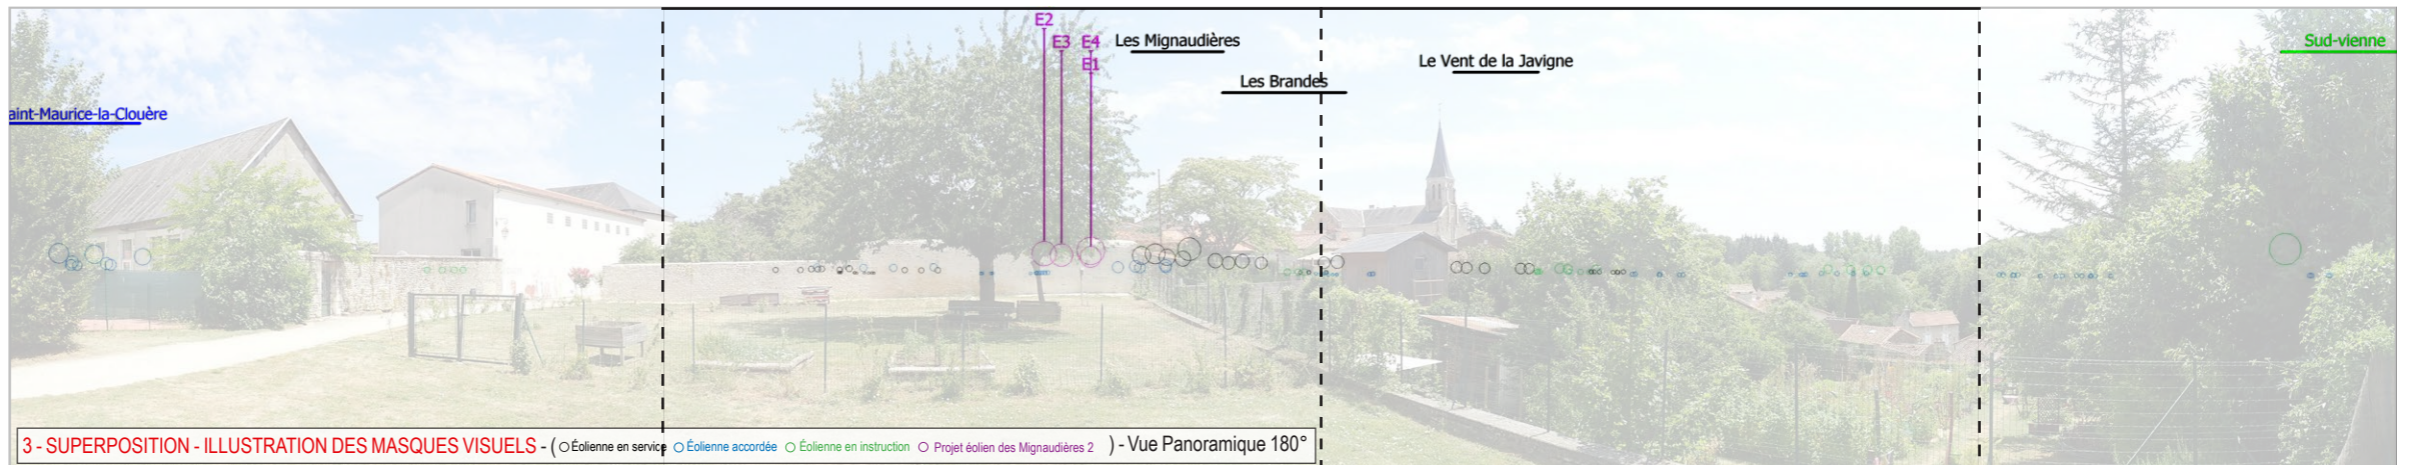 E2
E3 E4
Les Mignaudières
Sud-vienne
E1
Le Vent de la Javigne
Les Brandes
aint-Maurice-la-Clouère
3 - SUPERPOSITION - ILLUSTRATION DES MASQUES VISUELS - ( Éolienne en service Éolienne accordée Éolienne en instruction Projet éolien des Mignaudières 2 ) - Vue Panoramique 180°